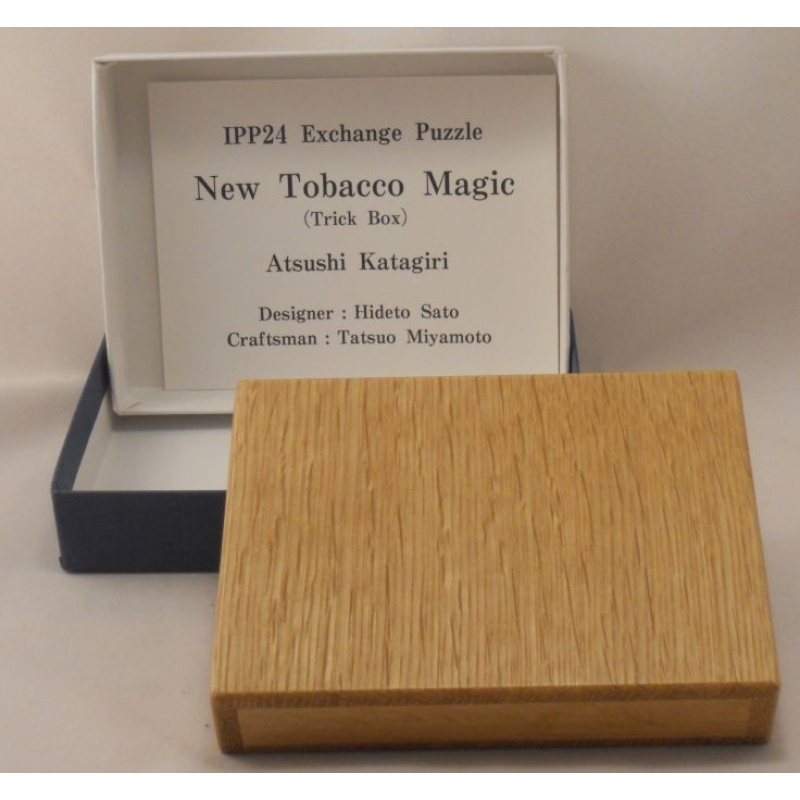 IPP24 Exchange Puzzle
New Tobacco Magic
(Trick Box)
Atsushi Katagiri
Designer : Hideto Sato
Craftsman : Tatsuo Miyamoto